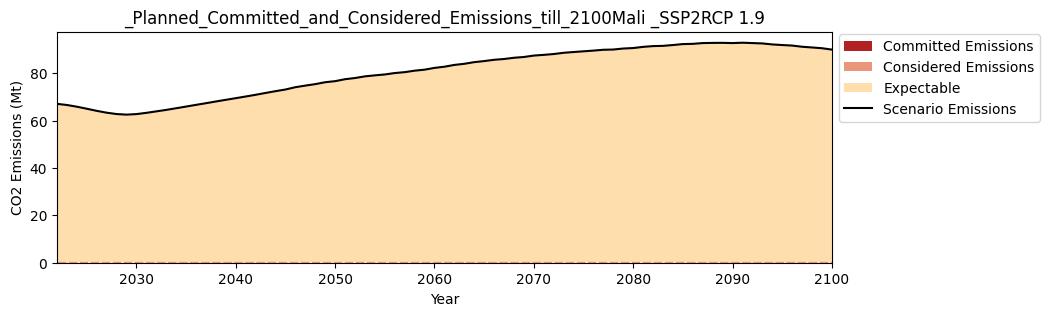 _Planned_Committed_and_Considered_Emissions_till_2100Mali _SSP2RCP 1.9
CO2 Emissions (Mt)
80
60
40
20
0
2030 2040 2050 2060 2070 2080 2090 2100
Year
Committed Emissions
Considered Emissions
Expectable
Scenario Emissions